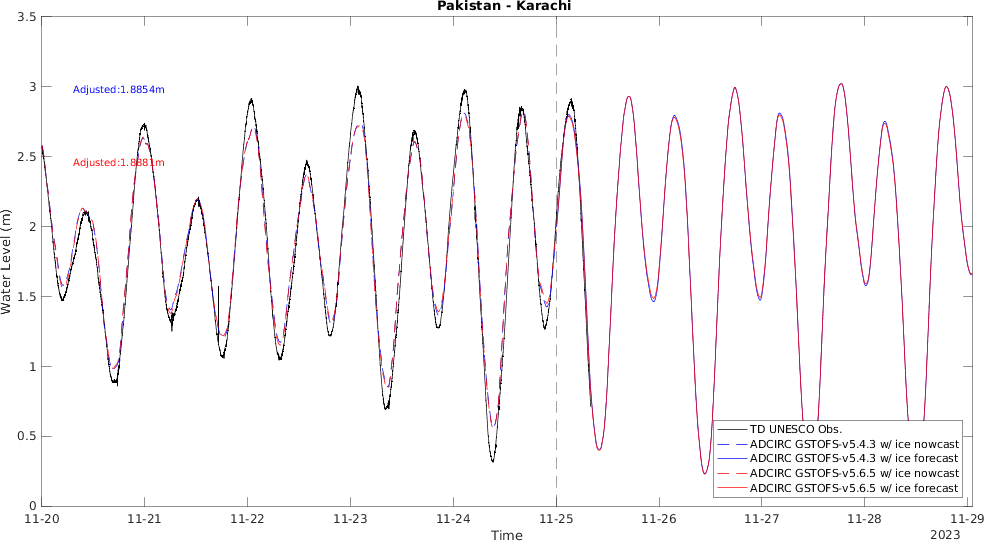 Pakistan - Karachi
3.5
3
2.5
2
1.5
1
0.5
0
Water Level (m)
Adjusted:1.8854m
Adjusted:1.8881m
TD UNESCO Obs.
ADCIRC GSTOFS-v5.4.3 w/ ice nowcast
ADCIRC GSTOFS-v5.4.3 w/ ice forecast
ADCIRC GSTOFS-v5.6.5 w/ ice nowcast
ADCIRC GSTOFS-v5.6.5 w/ ice forecast
11-20 11-21 11-22 11-23 11-24 11-25 11-26 11-27 11-28 11-29
Time
2023